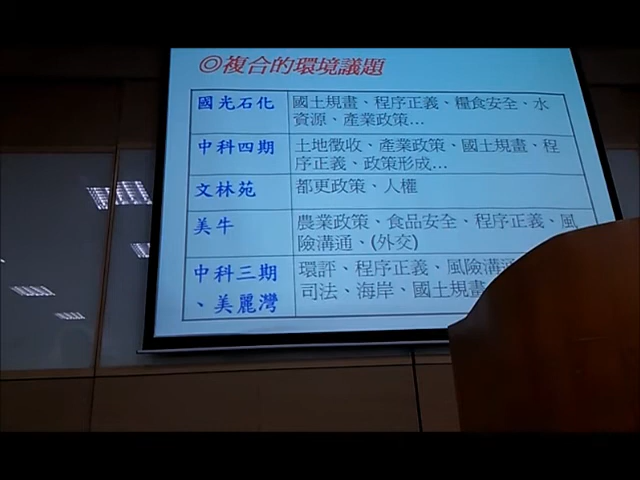 ◎複合的環境議題
國光石化 國土規畫、程序正義、糧食安全、水
資源、產業政策…
中科四期 土地徵收、產業政策、國土規畫、程
序正義、政策形成…
文林苑 都更政策、人權
美牛 農業政策、食品安全、程序正義、風
險溝通、(外交)
中科三期 環評、程序正義、風險溝通
、美麗灣 司法、海岸、國土規畫